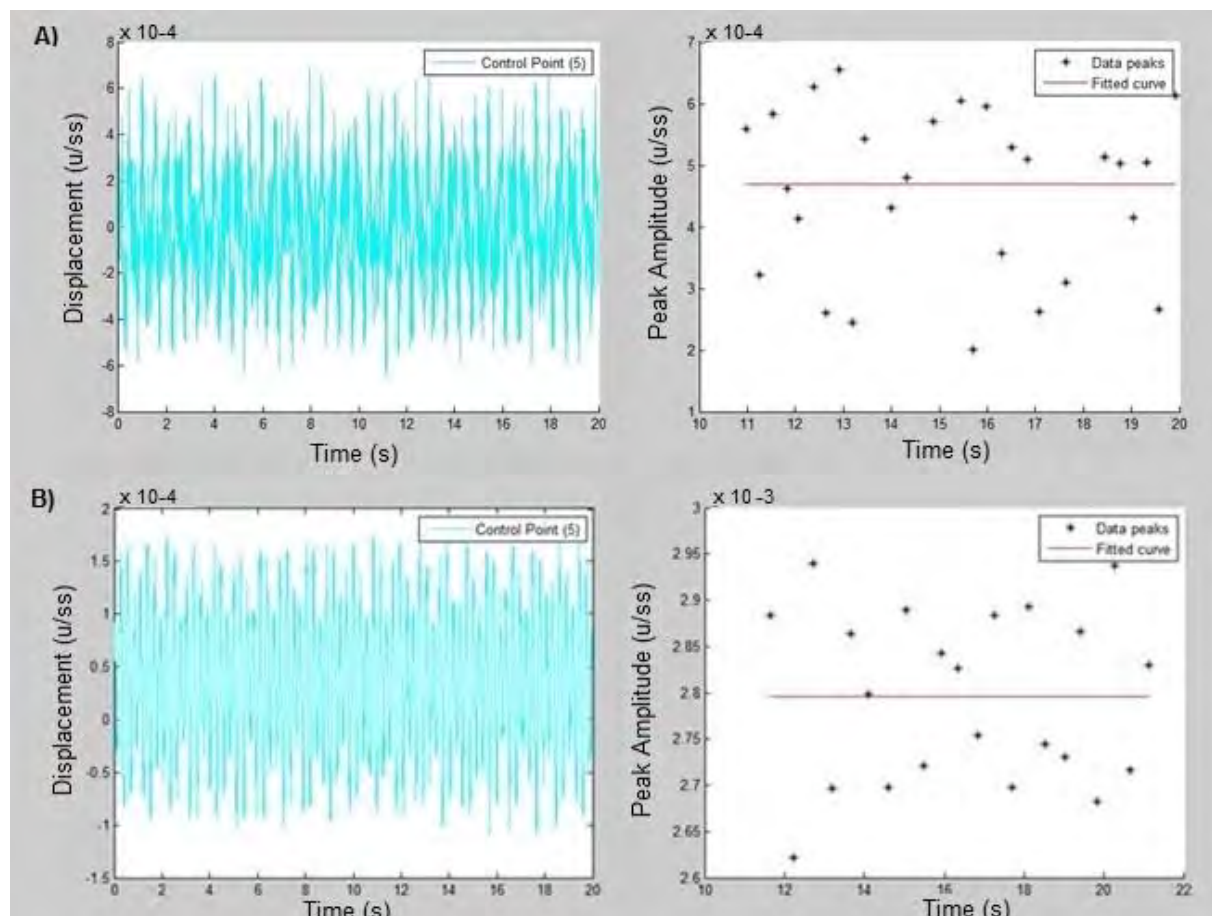 A)
x 10-4
8
6
4
2
0
-2
-4
-6
-8
Displacement (u/ss)
Control Point (5)
0 2 4 6 8 10 12 14 16 18 20
Time (s)
x 10-4
7
6
5
4
3
2
1
Peak Amplitude (u/ss)
Data peaks
Fitted curve
10 11 12 13 14 15 16 17 18 19 20
Time (s)
B)
x 10-4
2
1.5
1
0.5
0
-0.5
-1
-1.5
Displacement (u/ss)
Control Point (5)
0 2 4 6 8 10 12 14 16 18 20
Time (s)
x 10-3
3
2.95
2.9
2.85
2.8
2.75
2.7
2.65
2.6
Peak Amplitude (u/ss)
Data peaks
Fitted curve
10 12 14 16 18 20 22
Time (s)